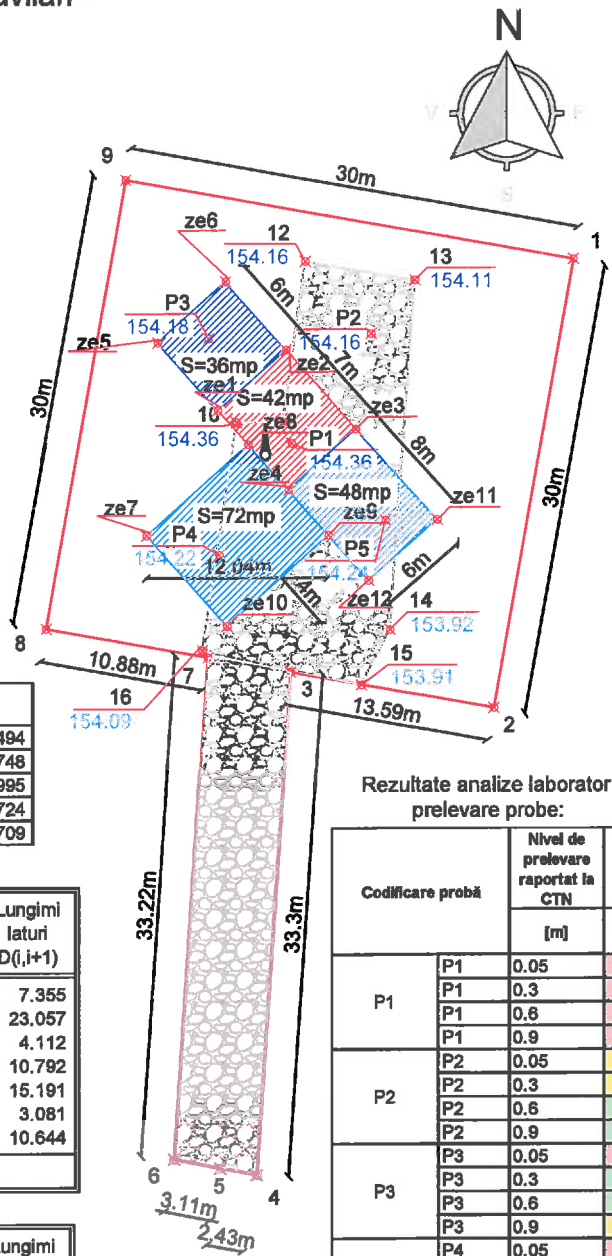 N
V
F
S
9
30m
1
ze6
12
154.16
13
154.11
6m
P3
154.18
P2
154.16
ze5
7m
S=36mp
ze2
ze1
S=42mp
ze3
30m
10
154.36
ze8
P1
154.36
8m
30m
ze4
S=48mp
ze11
S=72mp
ze9
ze7
P4
154.22
P5
154.24
6m
12.04m
4m
ze12
ze10
14
153.92
8
10.88m
7
3
15
153.91
16
154.09
13.59m
2
494
748
995
724
709
Rezultate analize laborator
prelevare probe:
Codificare probă
Nivel de
prelevare
raportat la
CTN
[m]
33.22m
33.3m
Lungimi
laturi
D(i,i+1)
7.355
23.057
4.112
10.792
15.191
3.081
10.644
P1
P1 0.05
P1 0.3
P1 0.6
P1 0.9
P2
P2 0.05
P2 0.3
P2 0.6
P2 0.9
P3
P3 0.05
P3 0.3
P3 0.6
P3 0.9
P4 0.05
6
5
4
3.11m
2.43m